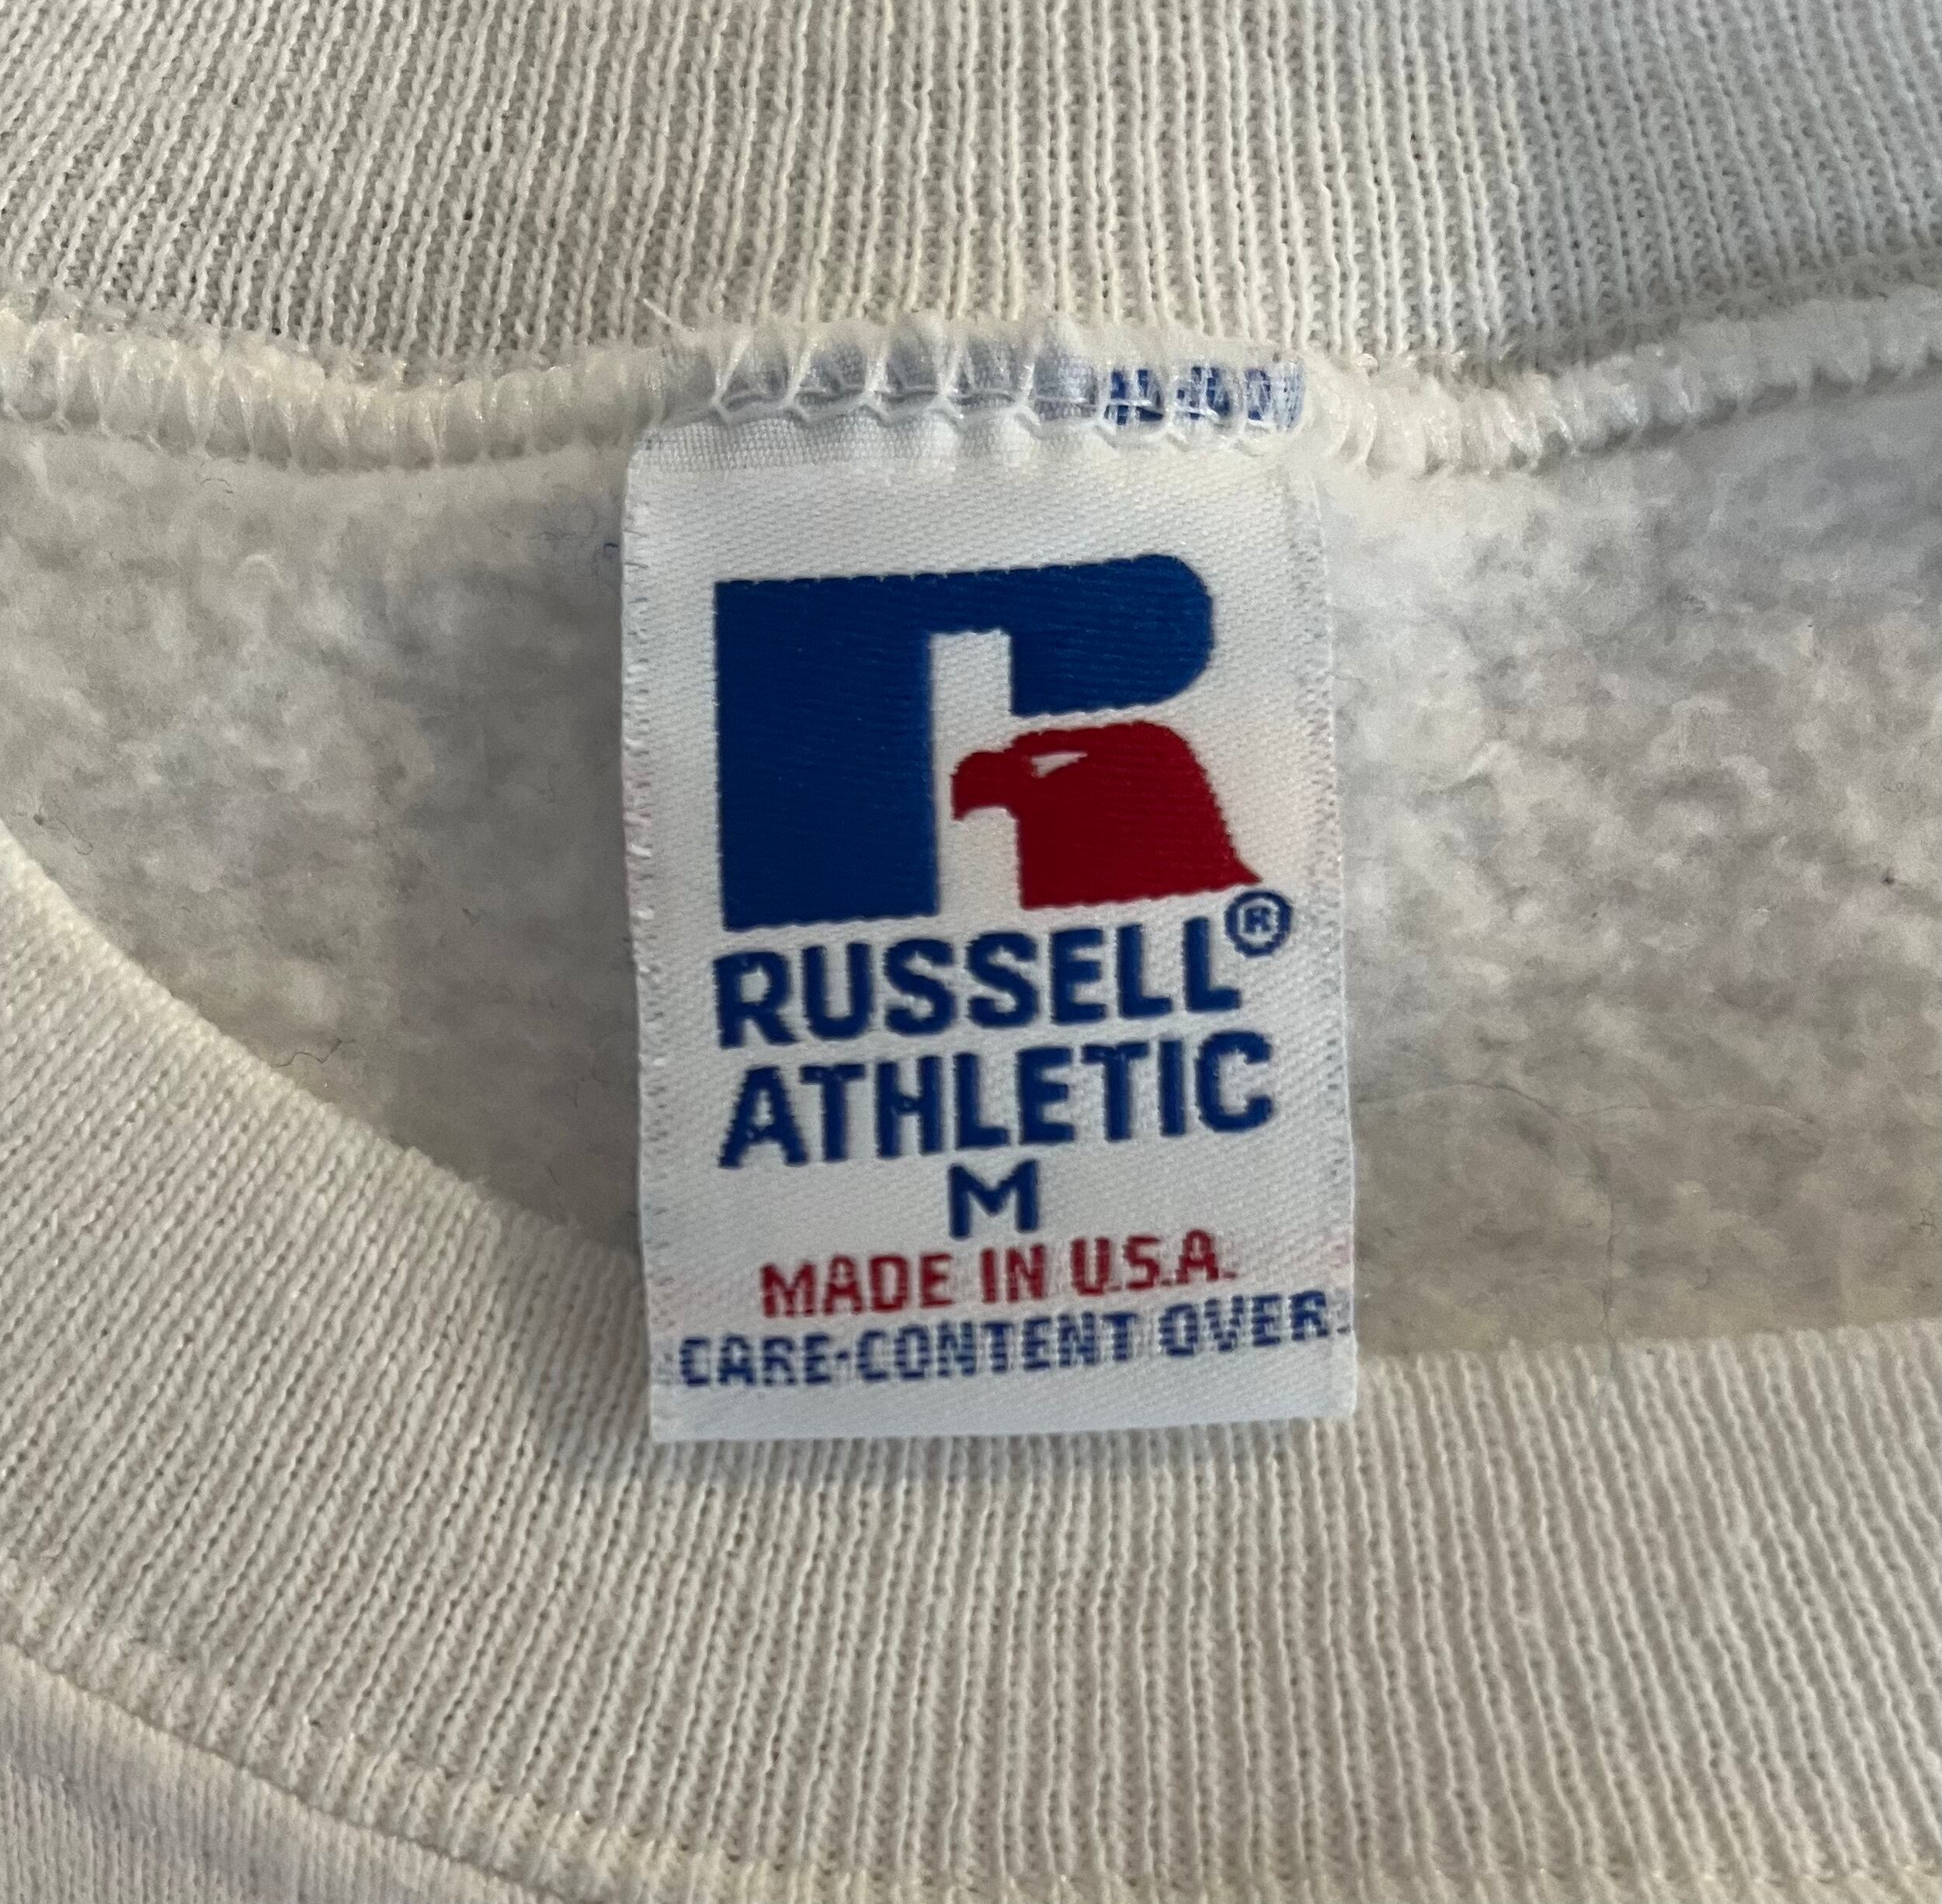 RUSSELL®
ATHLETIC
M
MADE IN U.S.A.
CARE-CONTENT OVER